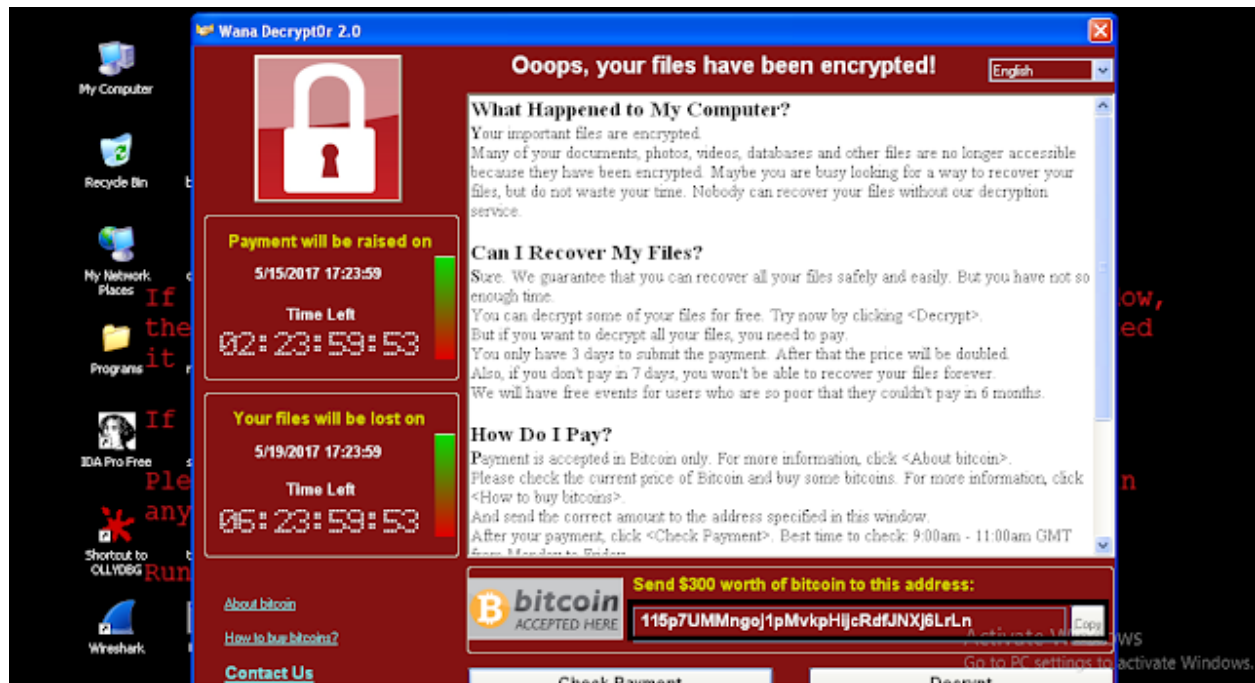 Wana Decrypt0r 2.0
My Computer
Recycle Bin
My Network Places
Programs
IDA Pro Free
Shortcut to OLLYDBG
Wireshark
If
the
it
If
Ple
any
Run
ow,
ed
n
Ooops, your files have been encrypted!
English
Payment will be raised on
5/15/2017 17:23:59
Time Left
02:23:59:53
Your files will be lost on
5/19/2017 17:23:59
Time Left
06:23:59:53
About bitcoin
How to buy bitcoins?
Contact Us
What Happened to My Computer?
Your important files are encrypted.
Many of your documents, photos, videos, databases and other files are no longer accessible
because they have been encrypted. Maybe you are busy looking for a way to recover your
files, but do not waste your time. Nobody can recover your files without our decryption
service.
Can I Recover My Files?
Sure. We guarantee that you can recover all your files safely and easily. But you have not so
enough time.
You can decrypt some of your files for free. Try now by clicking <Decrypt>.
But if you want to decrypt all your files, you need to pay.
You only have 3 days to submit the payment. After that the price will be doubled.
Also, if you don't pay in 7 days, you won't be able to recover your files forever.
We will have free events for users who are so poor that they couldn't pay in 6 months.
How Do I Pay?
Payment is accepted in Bitcoin only. For more information, click <About bitcoin>.
Please check the current price of Bitcoin and buy some bitcoins. For more information, click
<How to buy bitcoins>.
And send the correct amount to the address specified in this window.
After your payment, click <Check Payment>. Best time to check: 9:00am - 11:00am GMT
from Monday to Friday
bitcoin
ACCEPTED HERE
Send $300 worth of bitcoin to this address:
115p7UMMngoj1pMvkpHijcRdfJNXj6LrLn
Copy
Check Payment
Decrypt
Activate Windows
Go to PC settings to activate Windows.